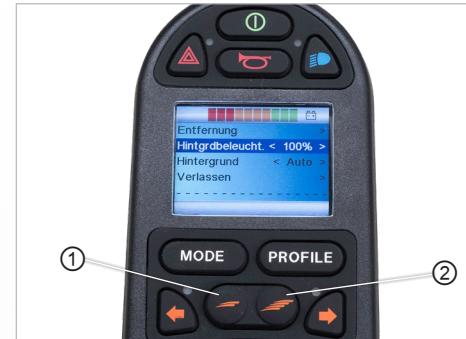 Entfernung >
Hintgrdbeleucht. < 100% >
Hintergrund < Auto >
Verlassen >
MODE PROFILE
1
2